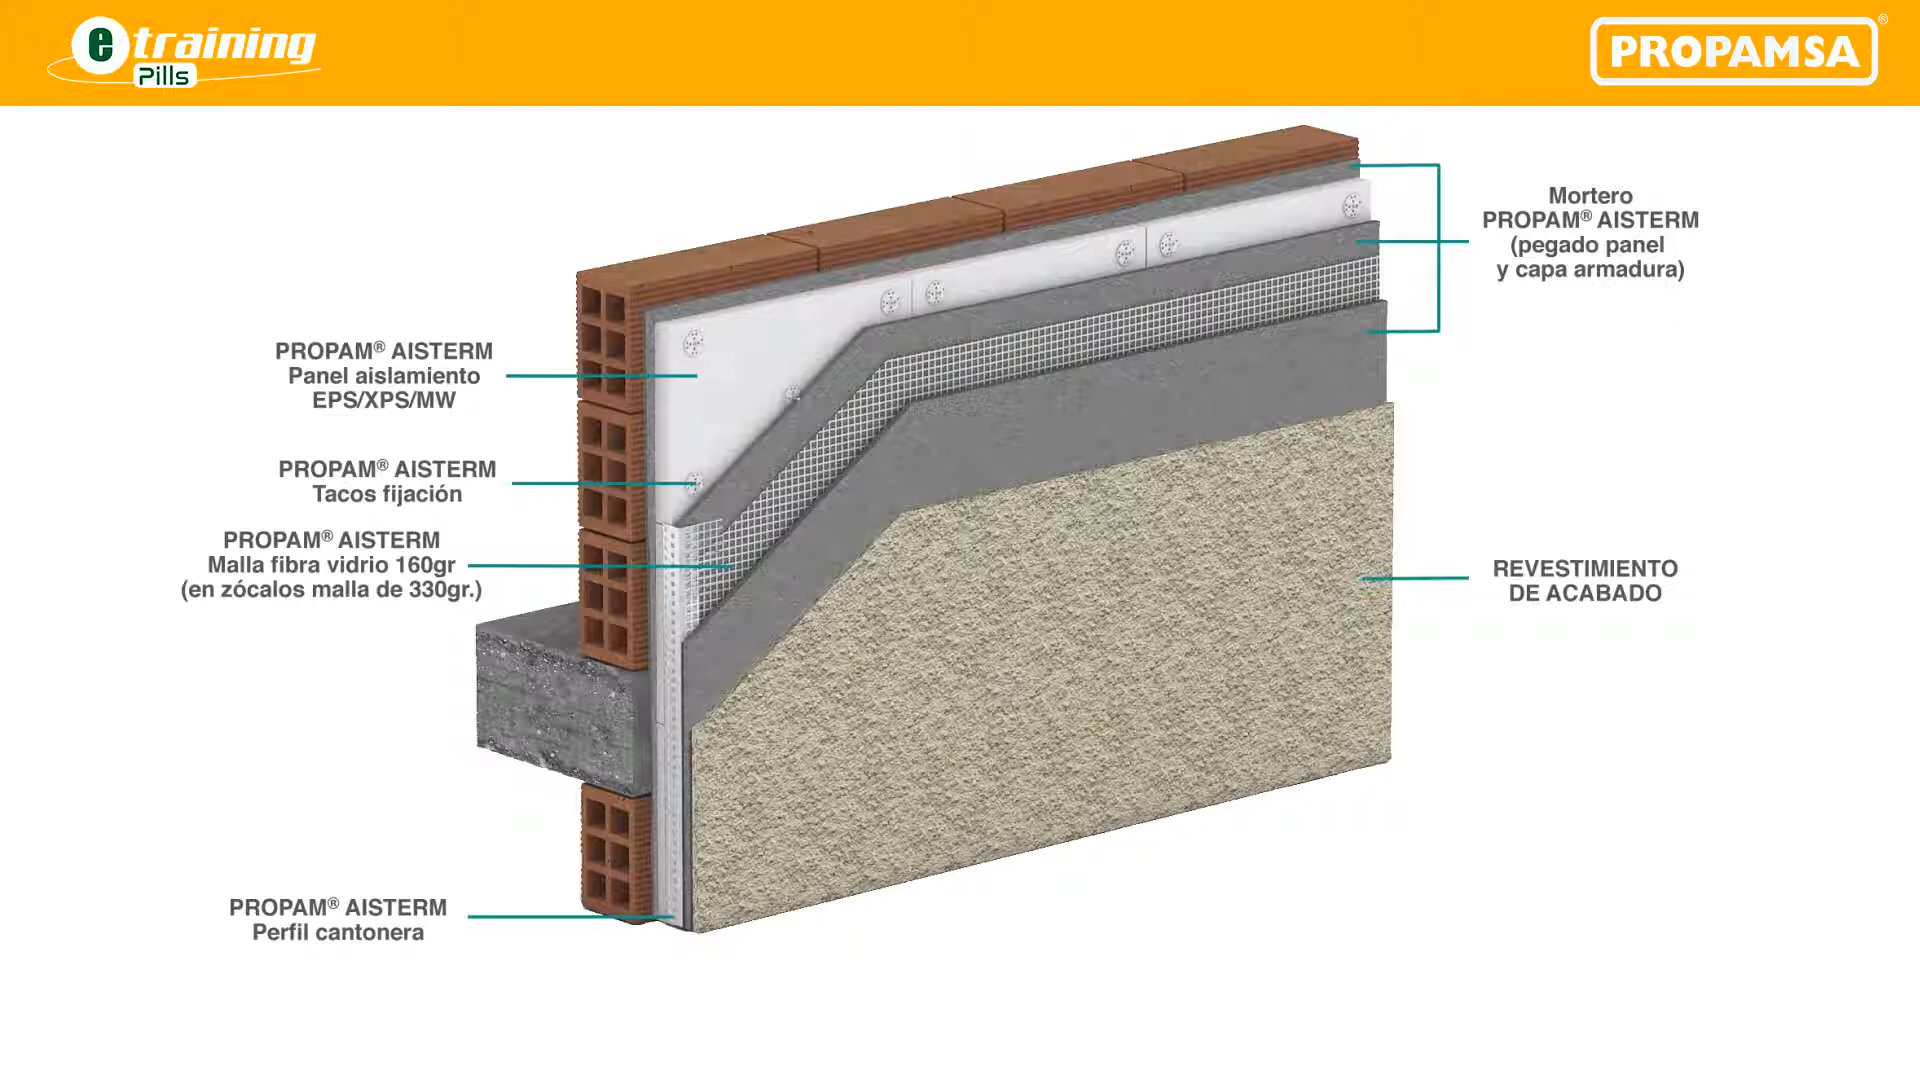 e training
Pills
PROPAMSA®
Mortero
PROPAM® AISTERM
(pegado panel
y capa armadura)
PROPAM® AISTERM
Panel aislamiento
EPS/XPS/MW
PROPAM® AISTERM
Tacos fijación
PROPAM® AISTERM
Malla fibra vidrio 160gr
(en zócalos malla de 330gr.)
REVESTIMIENTO
DE ACABADO
PROPAM® AISTERM
Perfil cantonera